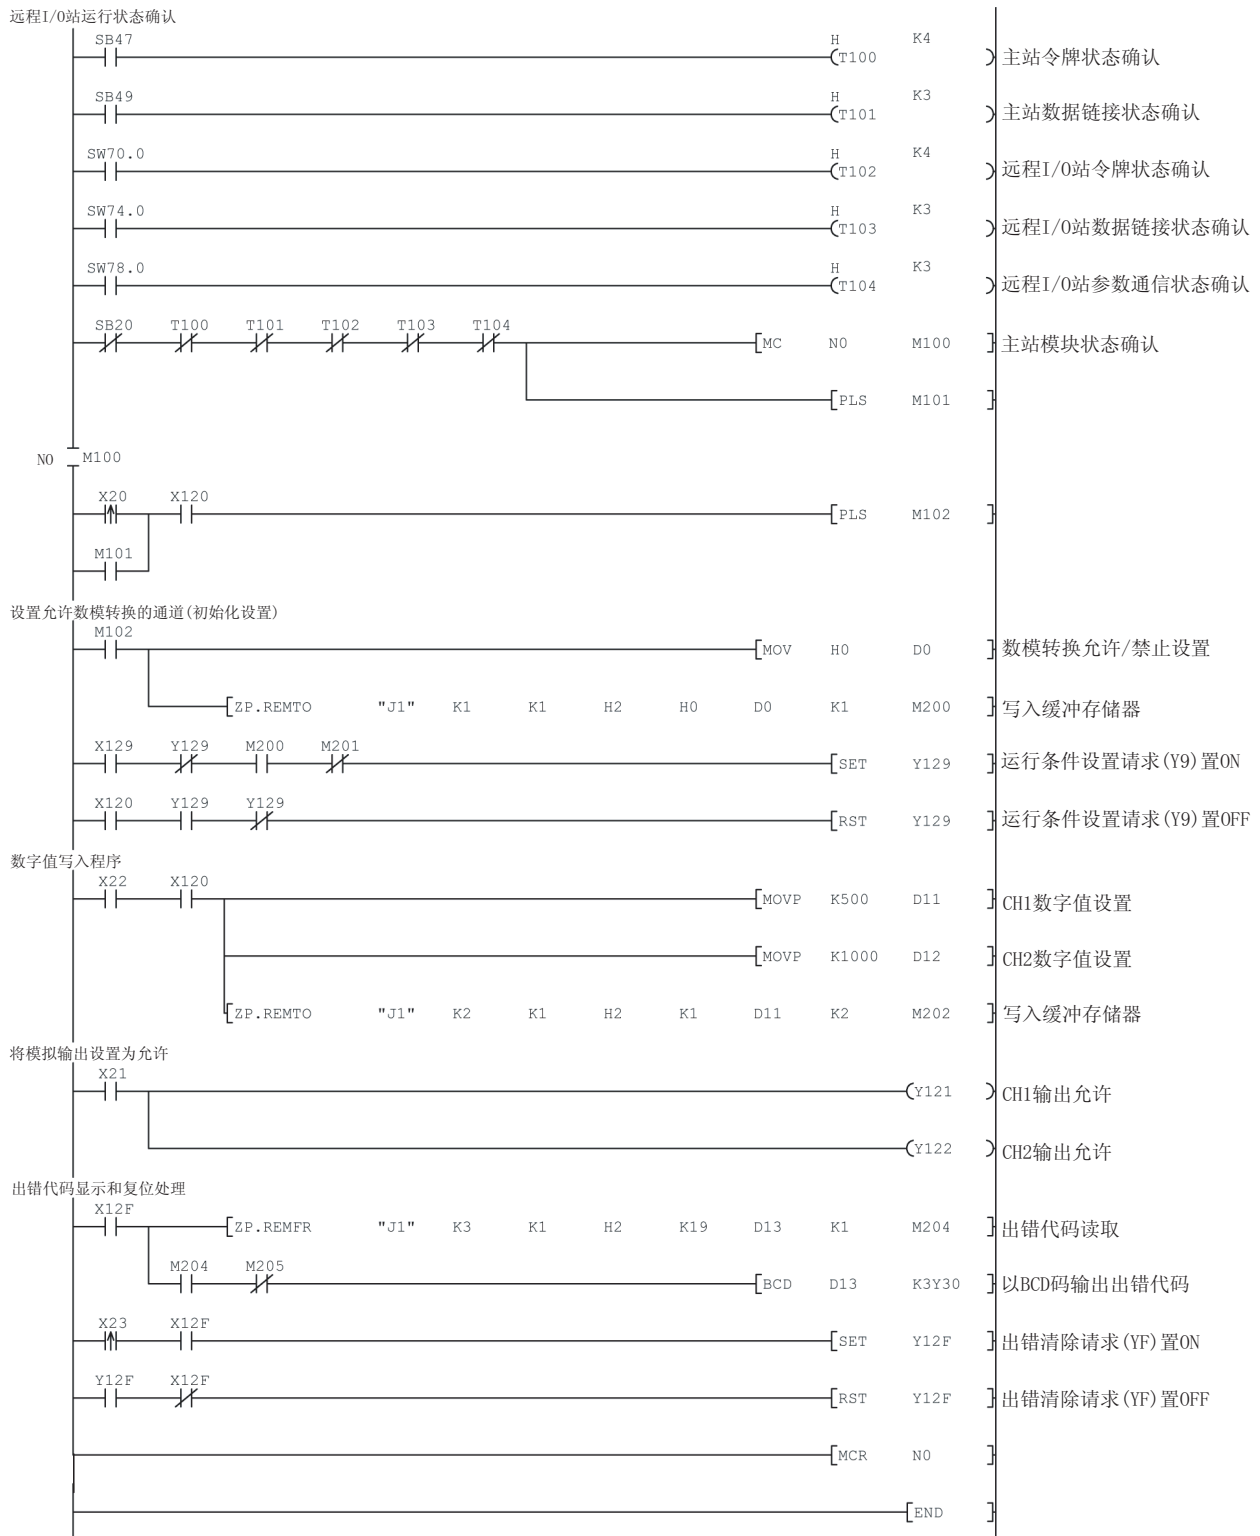 远程I/O站运行状态确认
SB47 H K4
T100 主站令牌状态确认
SB49 H K3
T101 主站数据链接状态确认
SW70.0 H K4
T102 远程I/O站令牌状态确认
SW74.0 H K3
T103 远程I/O站数据链接状态确认
SW78.0 H K3
T104 远程I/O站参数通信状态确认
SB20 T100 T101 T102 T103 T104
MC N0 M100 主站模块状态确认
PLS M101
N0 M100
X20 X120
PLS M102
M101
设置允许数模转换的通道(初始化设置)
M102
MOV H0 D0 数模转换允许/禁止设置
ZP.REMTO "J1" K1 K1 H2 H0 D0 K1 M200 写入缓冲存储器
X129 Y129 M200 M201
SET Y129 运行条件设置请求(Y9)置ON
X120 Y129 Y129
RST Y129 运行条件设置请求(Y9)置OFF
数字值写入程序
X22 X120
MOVP K500 D11 CH1数字值设置
MOVP K1000 D12 CH2数字值设置
ZP.REMTO "J1" K2 K1 H2 K1 D11 K2 M202 写入缓冲存储器
将模拟输出设置为允许
X21
Y121 CH1输出允许
Y122 CH2输出允许
出错代码显示和复位处理
X12F
ZP.REMFR "J1" K3 K1 H2 K19 D13 K1 M204 出错代码读取
M204 M205
BCD D13 K3Y30 以BCD码输出出错代码
X23 X12F
SET Y12F 出错清除请求(YF)置ON
Y12F X12F
RST Y12F 出错清除请求(YF)置OFF
MCR N0
END